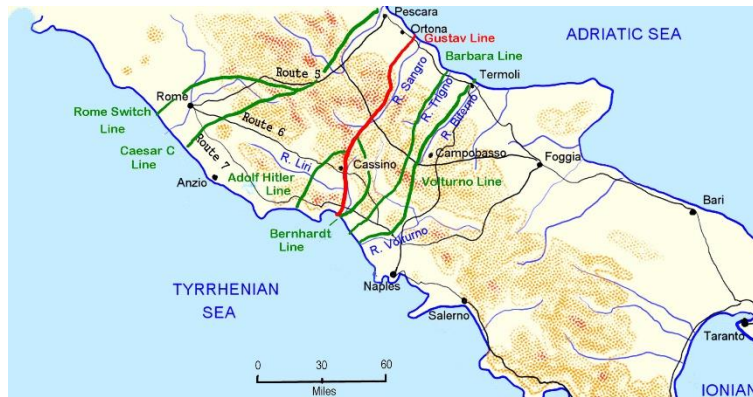 Pescara
Ortona
Gustav Line
ADRIATIC SEA
Barbara Line
Route 5
R. Sangro
R. Trigno
Termoli
Rome
R. Biferno
Rome Switch
Line
Route 6
Caesar C
Line
Route 7
R. Liri
Cassino
Campobasso
Foggia
Anzio
Adolf Hitler
Line
Volturno Line
Bari
Bernhardt
Line
R. Volturno
TYRRHENIAN
SEA
Naples
Salerno
Taranto
0
30
60
Miles
IONIAN